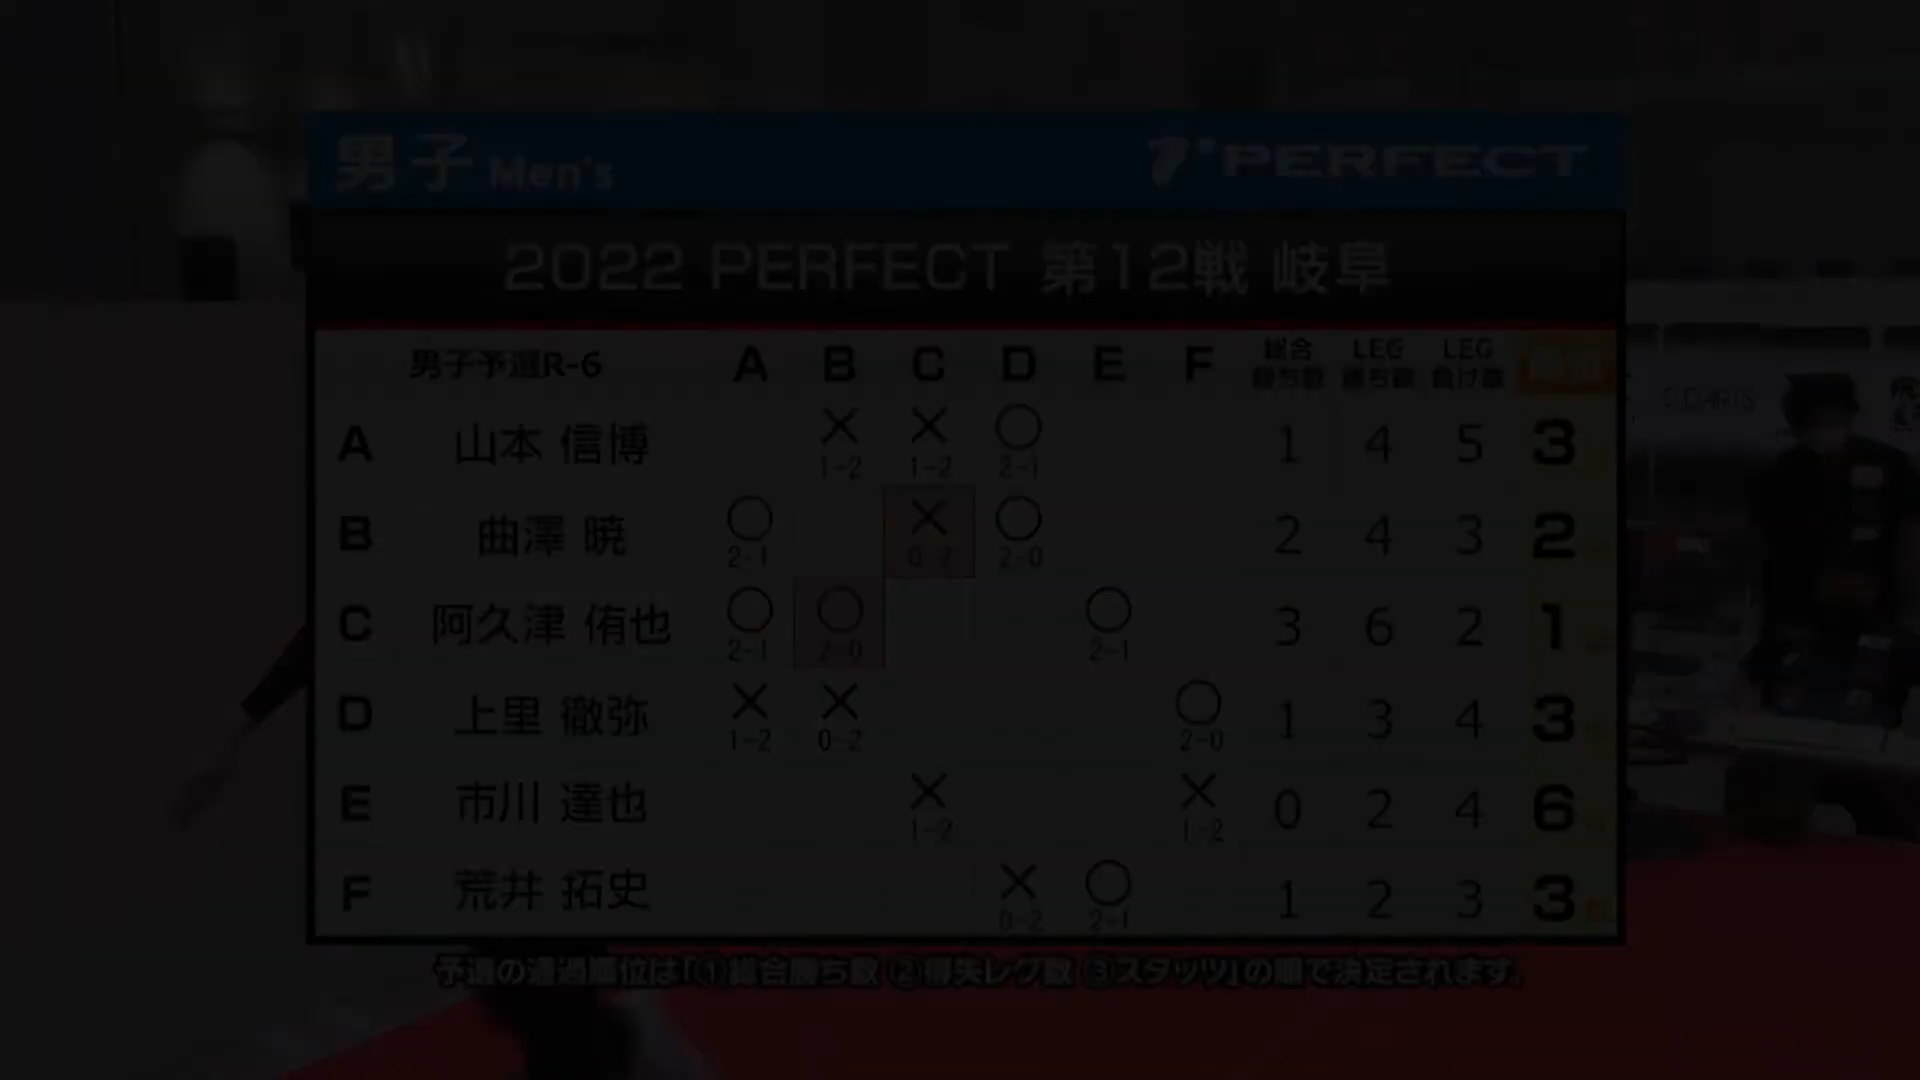 男子 Men's
PERFECT
2022 PERFECT 第12戦 岐阜
男子予選R-6 A B C D E F 総合勝ち数 LEG勝ち数 LEG負け数 順位
A 山本 信博 × 1-2 × 1-2 ○ 2-1 1 4 5 3
B 曲澤 暁 ○ 2-1 × 0-2 ○ 2-0 2 4 3 2
C 阿久津 侑也 ○ 2-1 ○ 2-0 ○ 2-1 3 6 2 1
D 上里 徹弥 × 1-2 × 0-2 ○ 2-0 1 3 4 3
E 市川 達也 × 1-2 × 1-2 0 2 4 6
F 荒井 拓史 × 0-2 ○ 2-1 1 2 3 3
予選の通過順位は「①総合勝ち数 ②得失レグ数 ③スタッツ」の順で決定されます。